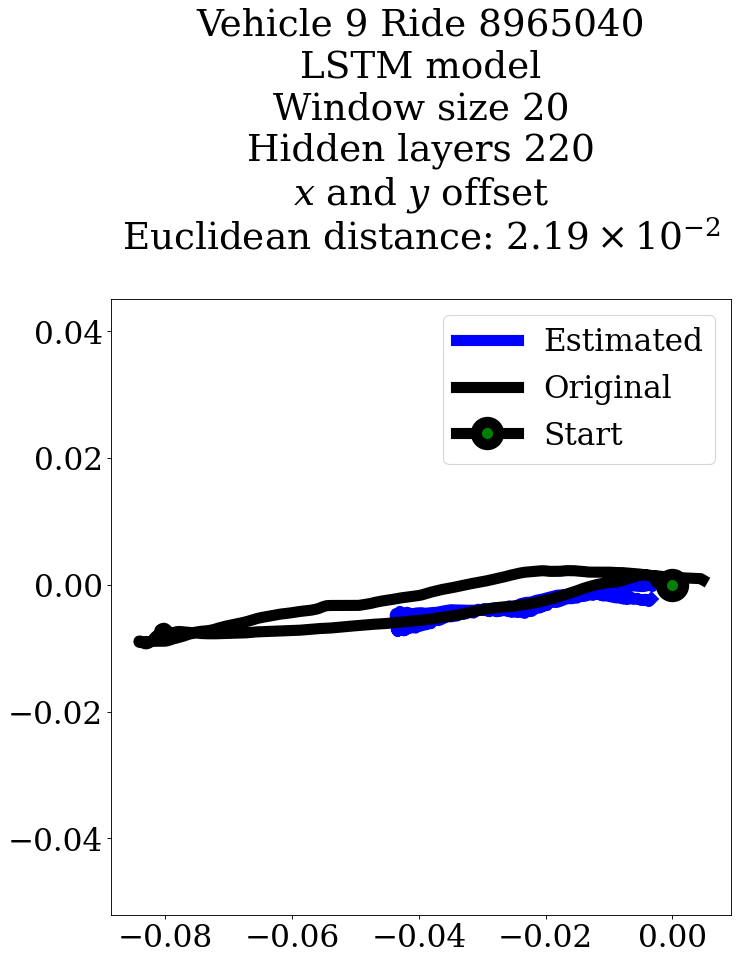 Vehicle 9 Ride 8965040
LSTM model
Window size 20
Hidden layers 220
x and y offset
Euclidean distance: 2.19 × 10⁻²
Estimated
Original
Start
0.04
0.02
0.00
−0.02
−0.04
−0.08 −0.06 −0.04 −0.02 0.00